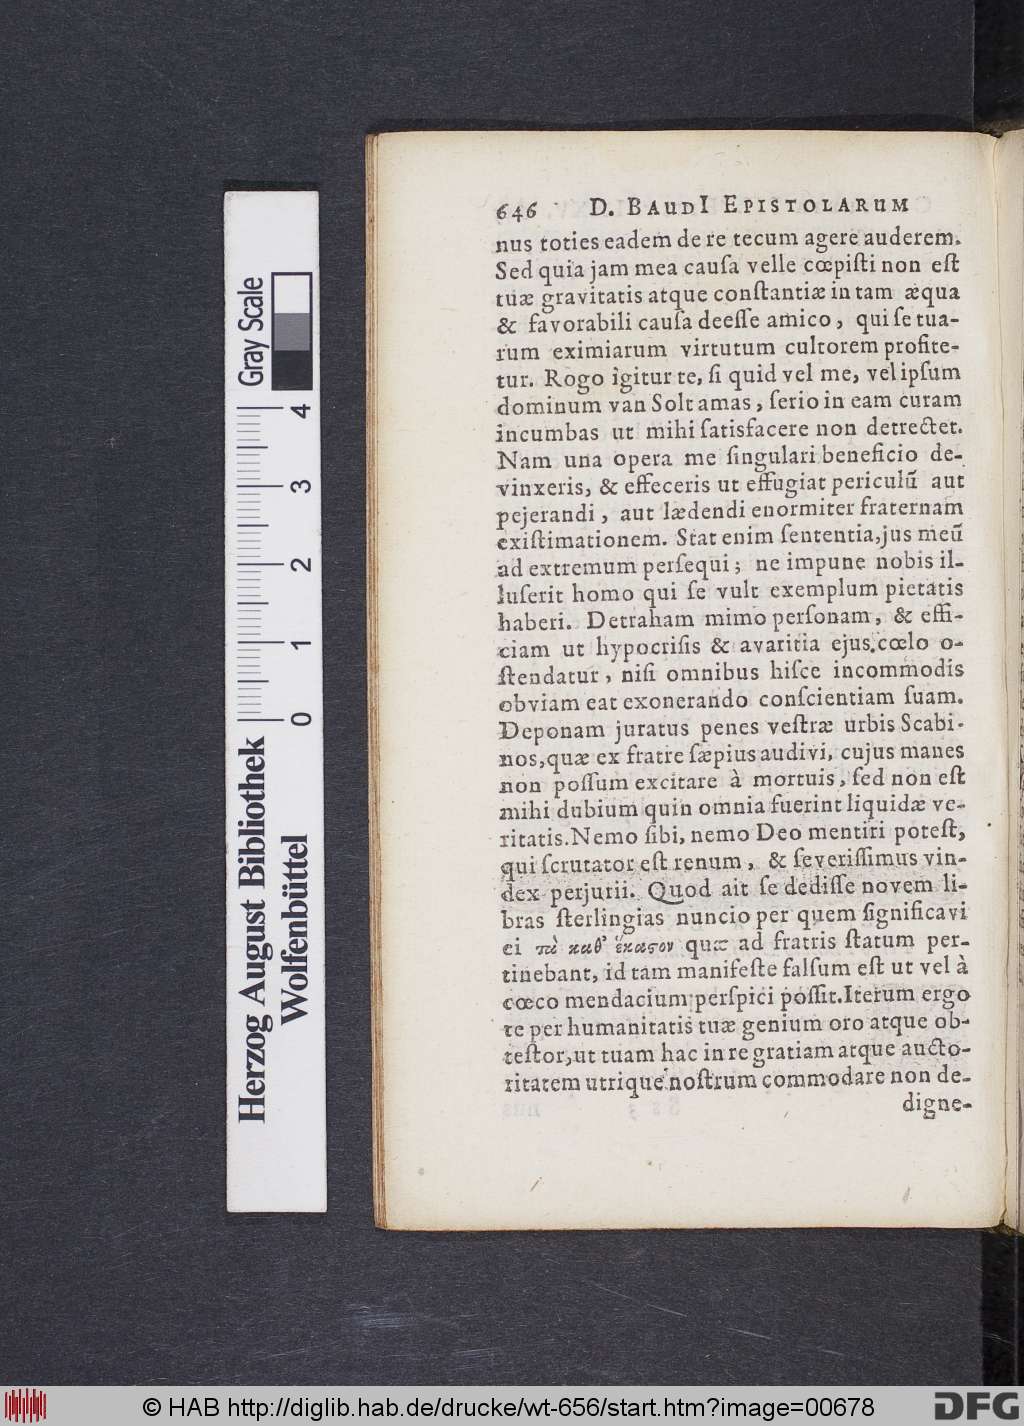 646 D. BAUDI EPISTOLARUM
nus toties eadem de re tecum agere auderem.
Sed quia jam mea cauſa velle cœpiſti non eſt
tuæ gravitatis atque conſtantiæ in tam æqua
& favorabili cauſa deeſſe amico, qui ſe tua-
rum eximiarum virtutum cultorem profite-
tur. Rogo igitur te, ſi quid vel me, vel ipſum
dominum van Solt amas, ſerio in eam curam
incumbas ut mihi ſatisfacere non detrectet.
Nam una opera me ſingulari beneficio de-
vinxeris, & effeceris ut effugiat periculũ aut
pejerandi, aut lædendi enormiter fraternam
exiſtimationem. Stat enim ſententia, jus meũ
ad extremum perſequi; ne impune nobis il-
luſerit homo qui ſe vult exemplum pietatis
haberi. Detraham mimo perſonam, & effi-
ciam ut hypocriſis & avaritia ejus cœlo o-
ſtendatur, niſi omnibus hiſce incommodis
obviam eat exonerando conſcientiam ſuam.
Deponam juratus penes veſtræ urbis Scabi-
nos, quæ ex fratre ſæpius audivi, cujus manes
non poſſum excitare à mortuis, ſed non eſt
mihi dubium quin omnia fuerint liquidæ ve-
ritatis. Nemo ſibi, nemo Deo mentiri poteſt,
qui ſcrutator eſt renum, & ſeveriſſimus vin-
dex perjurii. Quod ait ſe dediſſe novem li-
bras ſterlingias nuncio per quem ſignificavi
ei τὰ καθ᾽ ἕκαϛον quæ ad fratris ſtatum per-
tinebant, id tam manifeſte falſum eſt ut vel à
cœco mendacium perſpici poſſit. Iterum ergo
te per humanitatis tuæ genium oro atque ob-
teſtor, ut tuam hac in re gratiam atque aucto-
ritatem utrique noſtrum commodare non de-
digne-
Herzog August Bibliothek
Wolfenbüttel
0 1 2 3 4
Gray Scale
© HAB http://diglib.hab.de/drucke/wt-656/start.htm?image=00678
DFG